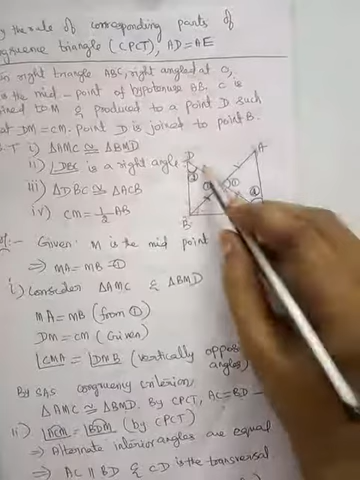 the rule of corresponding parts of
congruence triangle (CPCT), AD=AE
in right triangle ABC, right angled at C,
is the mid-point of hypotenuse AB. C is
joined to M & produced to a point D such
that DM=CM. Point D is joined to point B.
S.T i) ΔAMC ≅ ΔBMD
ii) ∠DBC is a right angle
iii) ΔDBC ≅ ΔACB
iv) CM=1/2 AB
D A
B
Given: M is the mid point
⇒ MA=MB –①
i) Consider ΔAMC & ΔBMD
MA=MB (from ①)
DM=CM (Given)
∠CMA=∠DMB (vertically opposite
angles)
By SAS congruency criterion,
ΔAMC ≅ ΔBMD. By CPCT, AC=BD –
ii) ∠ACM = ∠BDM (by CPCT)
⇒ Alternate interior angles are equal
⇒ AC ∥ BD & CD is the transversal